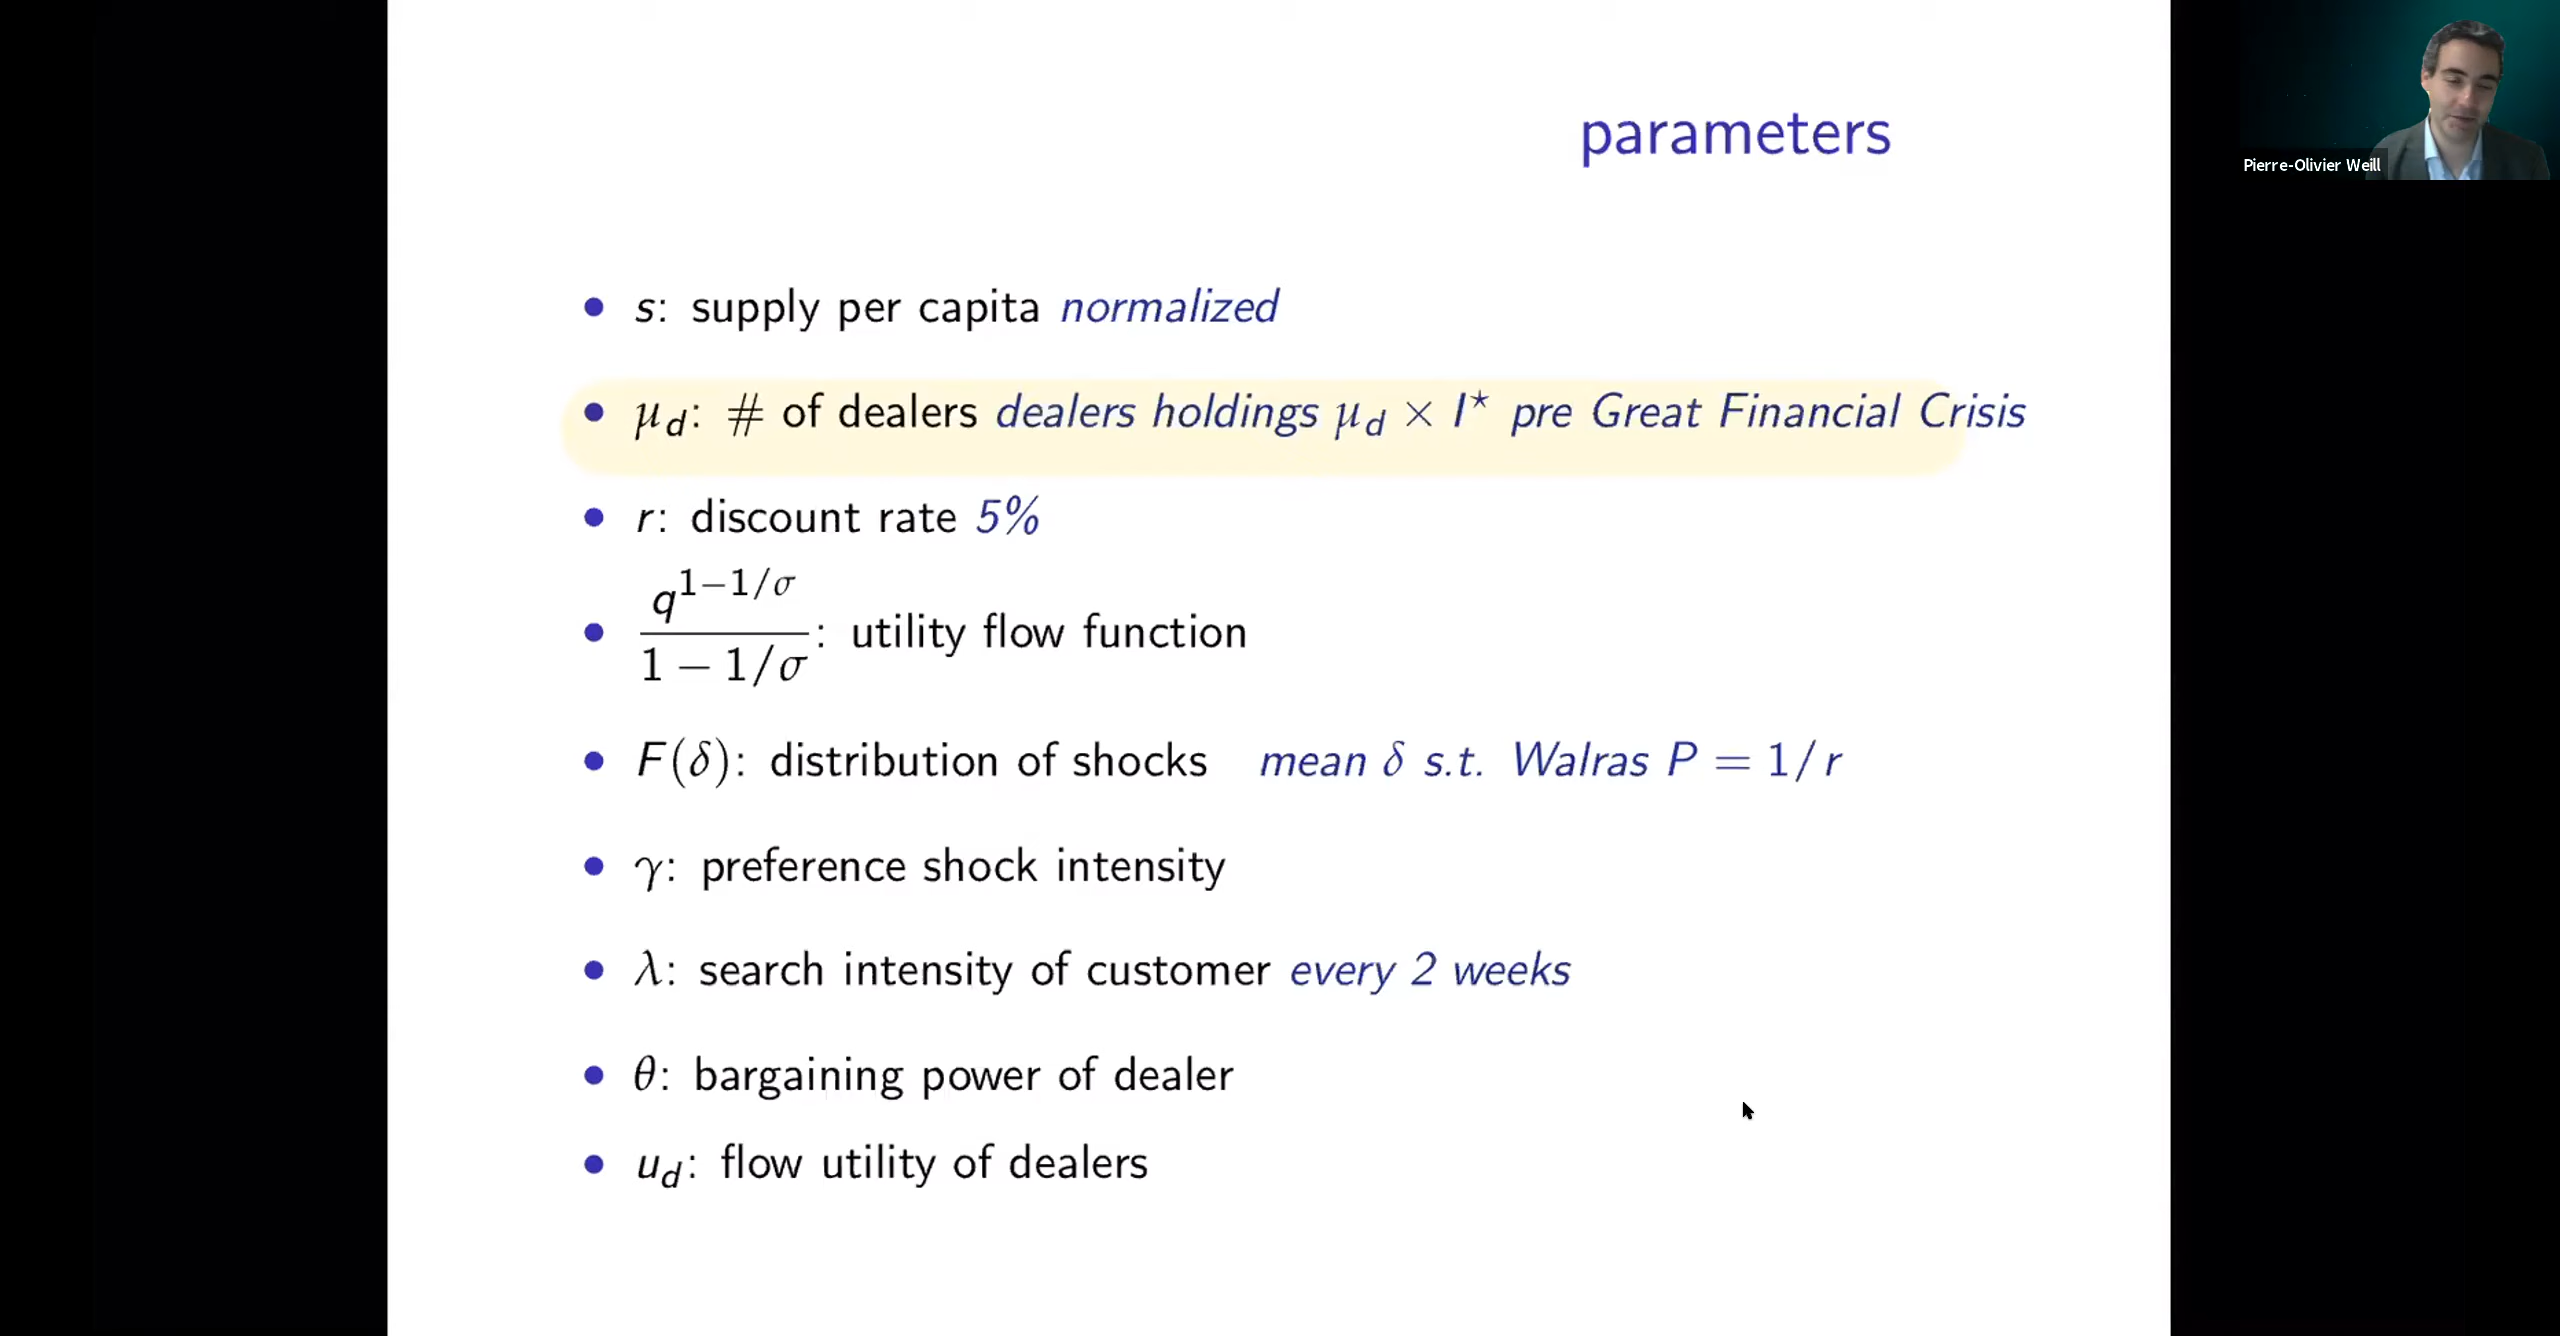 parameters
Pierre-Olivier Weill
• s: supply per capita normalized
• μ_d: # of dealers dealers holdings μ_d × I⋆ pre Great Financial Crisis
• r: discount rate 5%
• q^{1−1/σ} / (1 − 1/σ): utility flow function
• F(δ): distribution of shocks mean δ s.t. Walras P = 1/r
• γ: preference shock intensity
• λ: search intensity of customer every 2 weeks
• θ: bargaining power of dealer
• u_d: flow utility of dealers